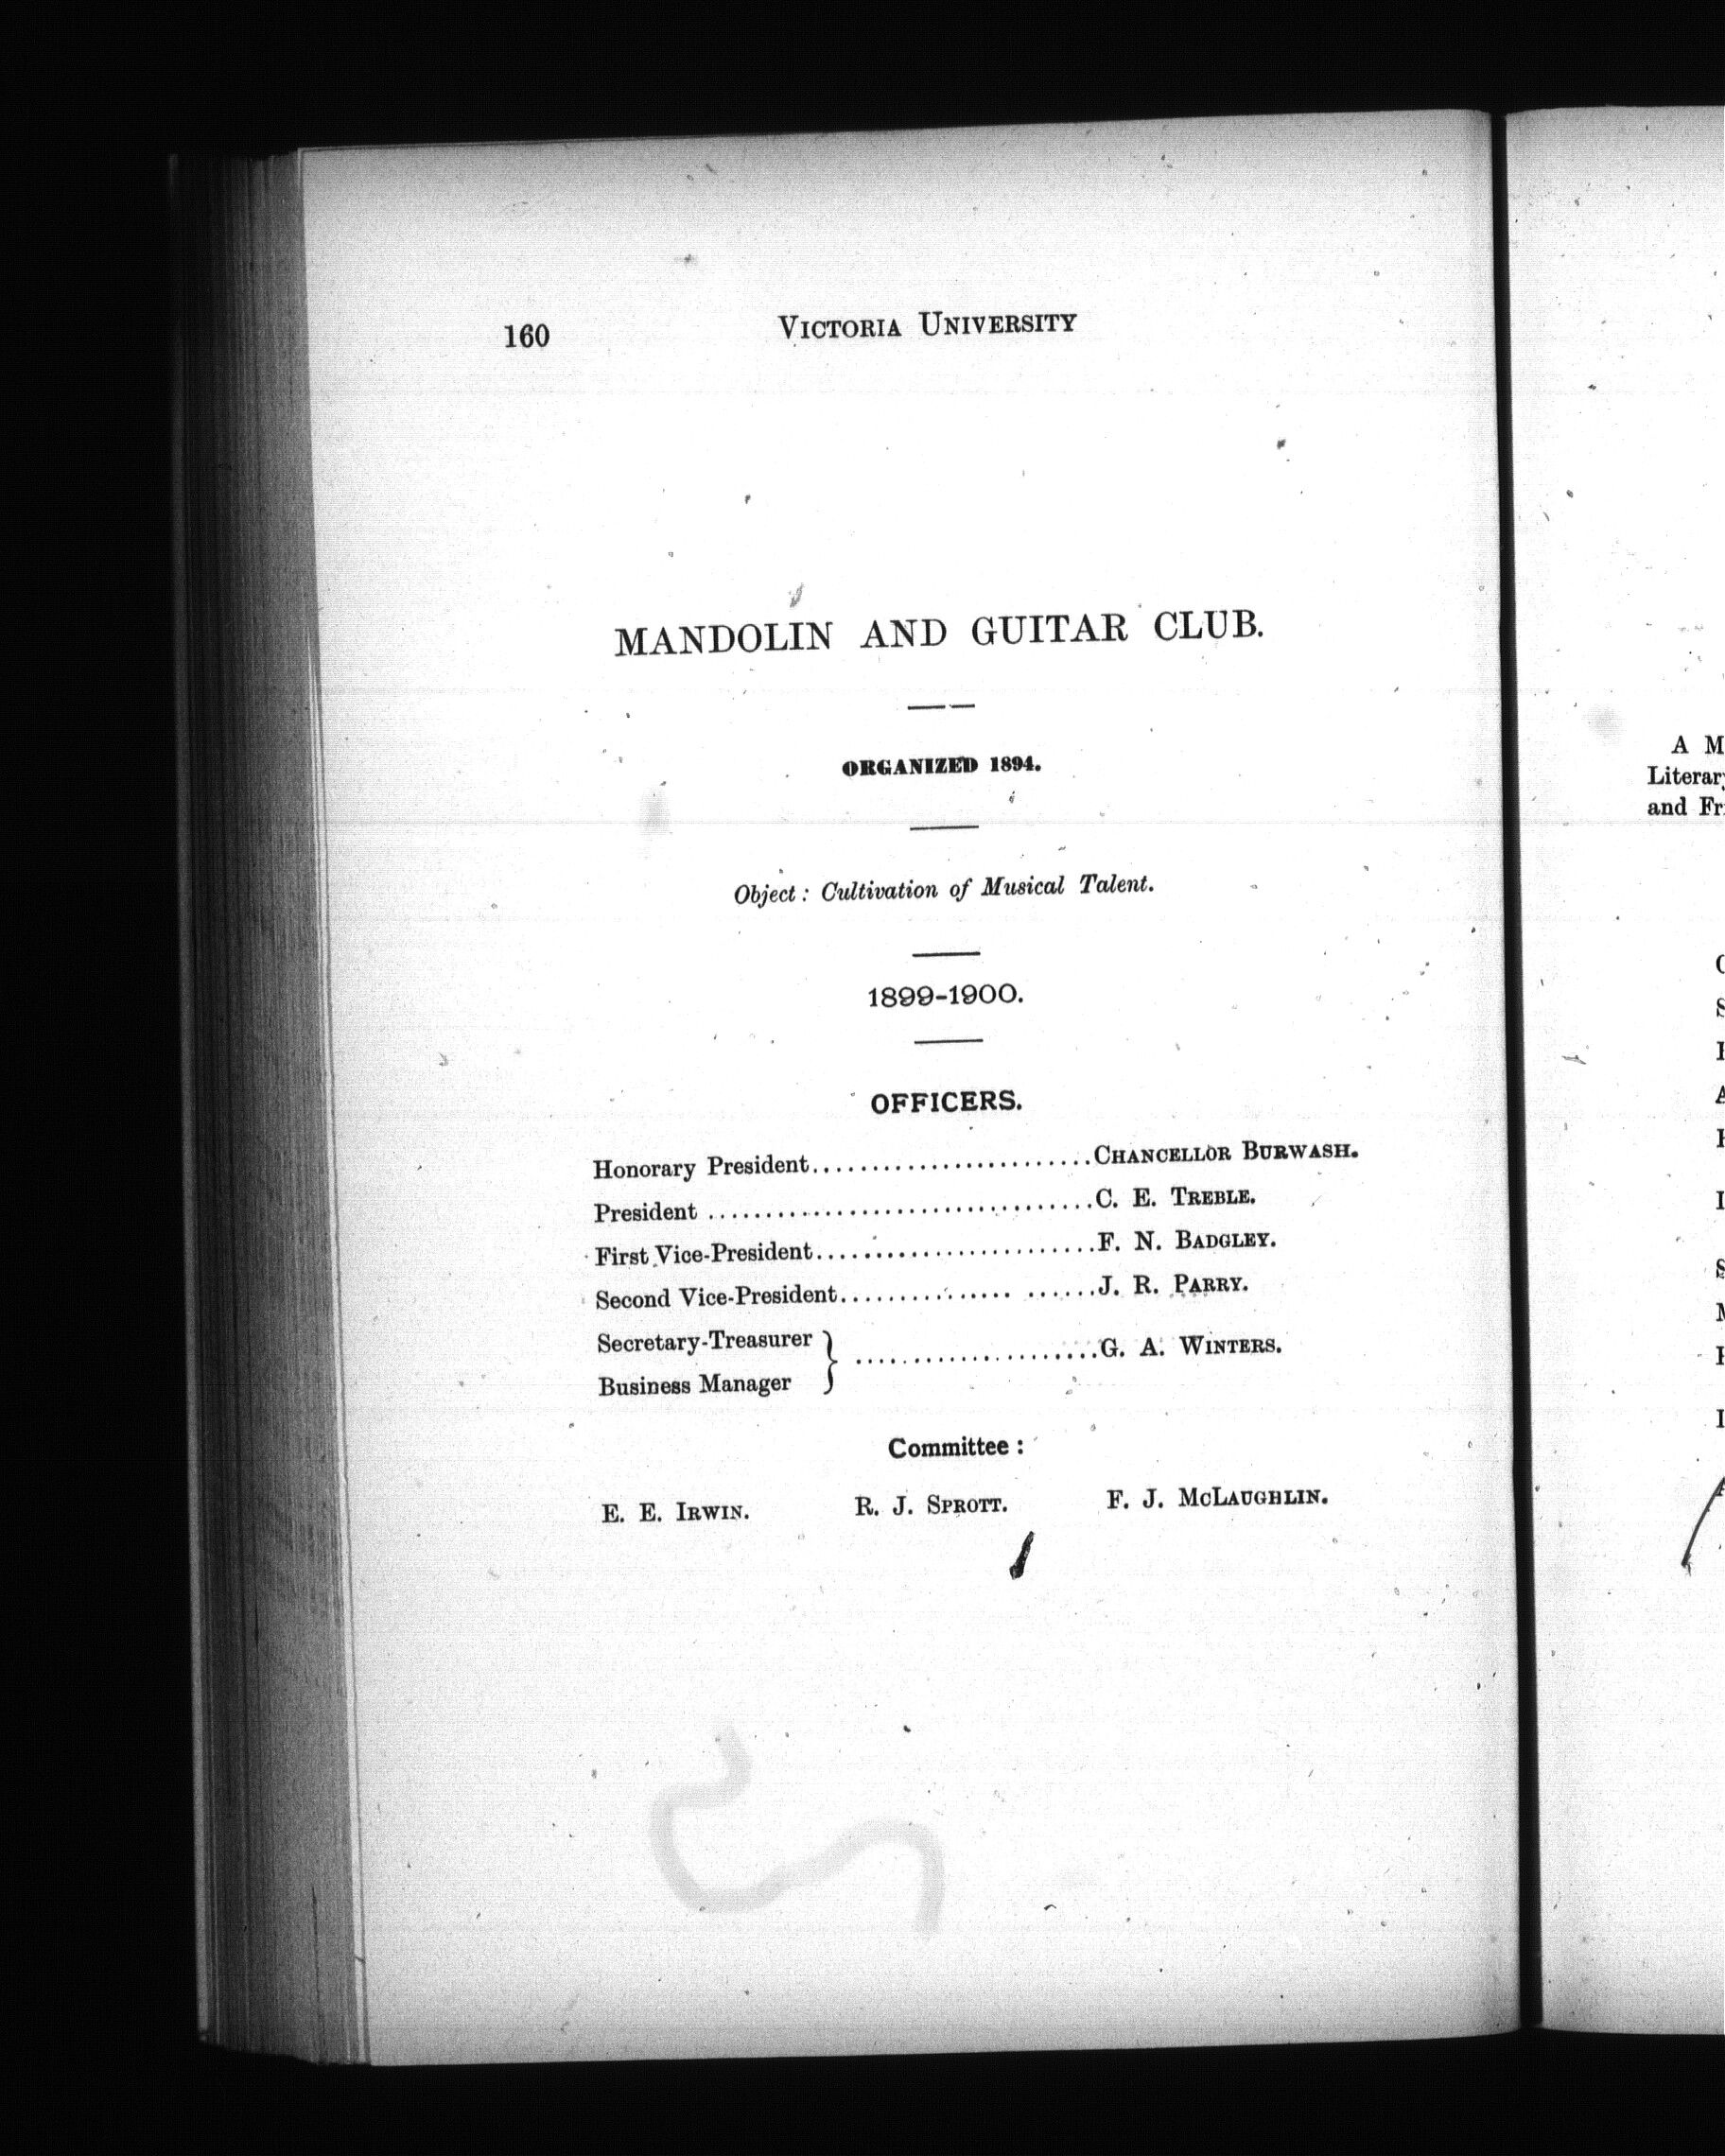 160 VICTORIA UNIVERSITY
MANDOLIN AND GUITAR CLUB.
ORGANIZED 1894.
Object: Cultivation of Musical Talent.
1899-1900.
OFFICERS.
Honorary President........................CHANCELLOR BURWASH.
President .................................C. E. TREBLE.
First Vice-President........................F. N. BADGLEY.
Second Vice-President............... ......J. R. PARRY.
Secretary-Treasurer } .....................G. A. WINTERS.
Business Manager
Committee:
E. E. IRWIN. R. J. SPROTT. F. J. MCLAUGHLIN.
A M
Literary
and Fr